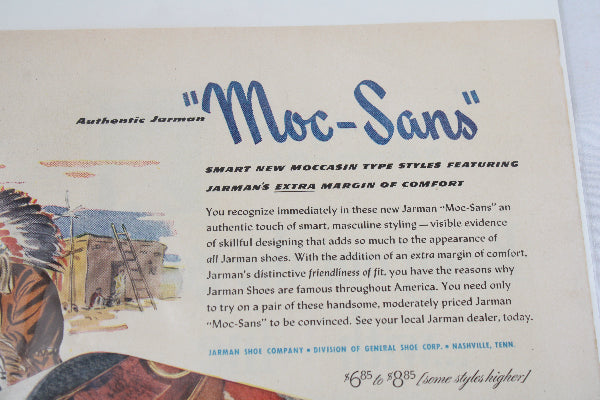 Authentic Jarman "Moc-Sans"
SMART NEW MOCCASIN TYPE STYLES FEATURING
JARMAN'S EXTRA MARGIN OF COMFORT
You recognize immediately in these new Jarman "Moc-Sans" an
authentic touch of smart, masculine styling — visible evidence
of skillful designing that adds so much to the appearance of
all Jarman shoes. With the addition of an extra margin of comfort,
Jarman's distinctive friendliness of fit, you have the reasons why
Jarman Shoes are famous throughout America. You need only
to try on a pair of these handsome, moderately priced Jarman
"Moc-Sans" to be convinced. See your local Jarman dealer, today.
JARMAN SHOE COMPANY • DIVISION OF GENERAL SHOE CORP. • NASHVILLE, TENN.
$6.85 to $8.85 [some styles higher]